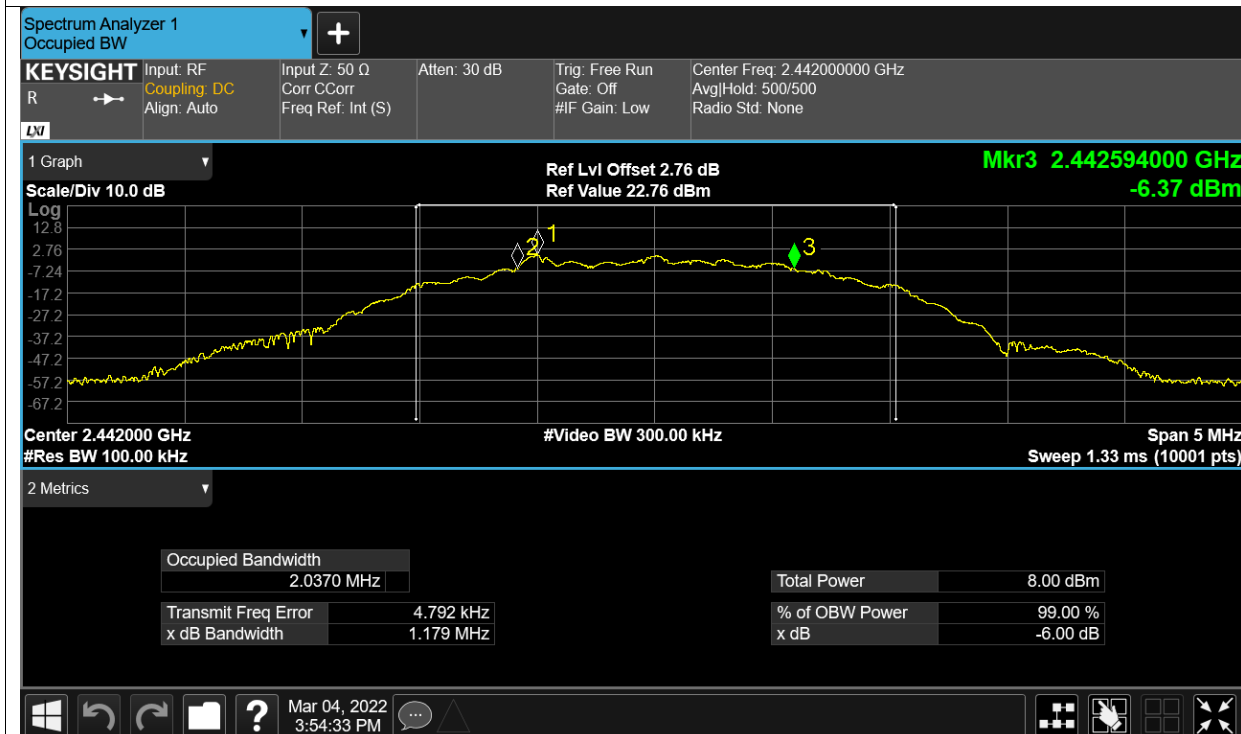 Spectrum Analyzer 1
Occupied BW
KEYSIGHT
R
LXI
Input: RF
Coupling: DC
Align: Auto
Input Z: 50 Ω
Corr CCorr
Freq Ref: Int (S)
Atten: 30 dB
Trig: Free Run
Gate: Off
#IF Gain: Low
Center Freq: 2.442000000 GHz
Avg|Hold: 500/500
Radio Std: None
1 Graph
Scale/Div 10.0 dB
Ref Lvl Offset 2.76 dB
Ref Value 22.76 dBm
Mkr3 2.442594000 GHz
-6.37 dBm
Log
12.8
2.76
-7.24
-17.2
-27.2
-37.2
-47.2
-57.2
-67.2
2
1
3
Center 2.442000 GHz
#Res BW 100.00 kHz
#Video BW 300.00 kHz
Span 5 MHz
Sweep 1.33 ms (10001 pts)
2 Metrics
Occupied Bandwidth
2.0370 MHz
Transmit Freq Error 4.792 kHz
x dB Bandwidth 1.179 MHz
Total Power 8.00 dBm
% of OBW Power 99.00 %
x dB -6.00 dB
?
Mar 04, 2022
3:54:33 PM